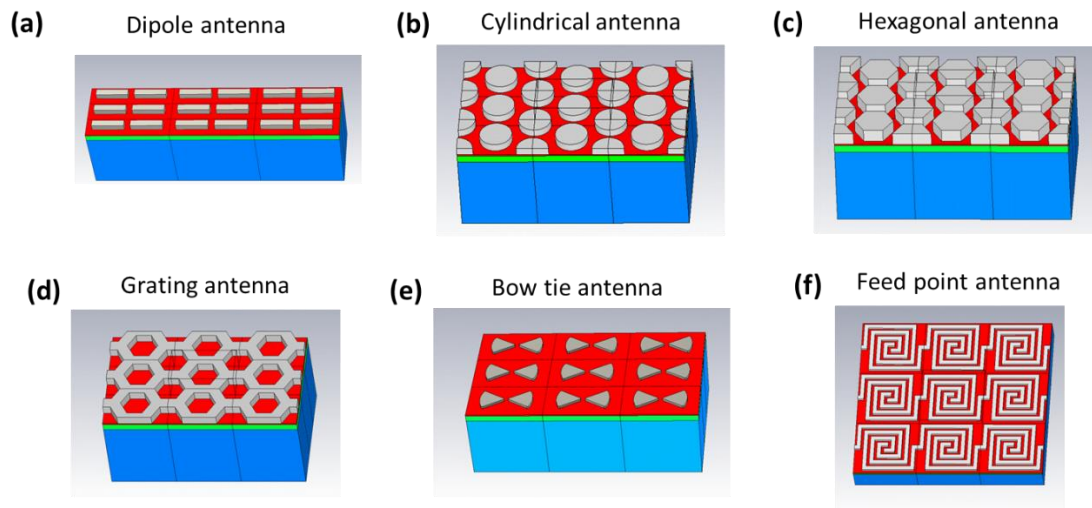 (a) Dipole antenna
(b) Cylindrical antenna
(c) Hexagonal antenna
(d) Grating antenna
(e) Bow tie antenna
(f) Feed point antenna